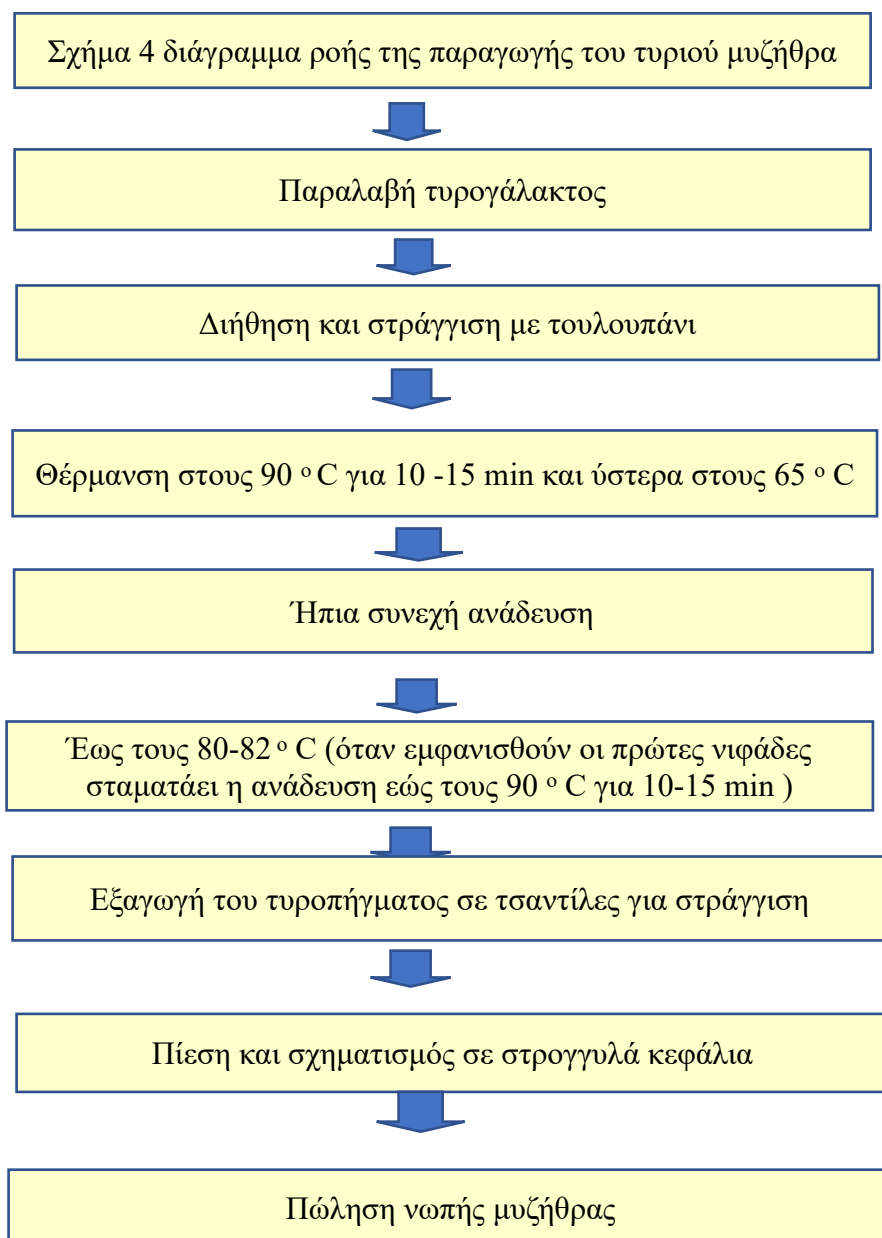 Σχήμα 4 διάγραμμα ροής της παραγωγής του τυριού μυζήθρα
Παραλαβή τυρογάλακτος
Διήθηση και στράγγιση με τουλουπάνι
Θέρμανση στους 90 ᵒ C για 10 -15 min και ύστερα στους 65 ᵒ C
Ήπια συνεχή ανάδευση
Έως τους 80-82 ᵒ C (όταν εμφανισθούν οι πρώτες νιφάδες
σταματάει η ανάδευση εώς τους 90 ᵒ C για 10-15 min )
Εξαγωγή του τυροπήγματος σε τσαντίλες για στράγγιση
Πίεση και σχηματισμός σε στρογγυλά κεφάλια
Πώληση νωπής μυζήθρας